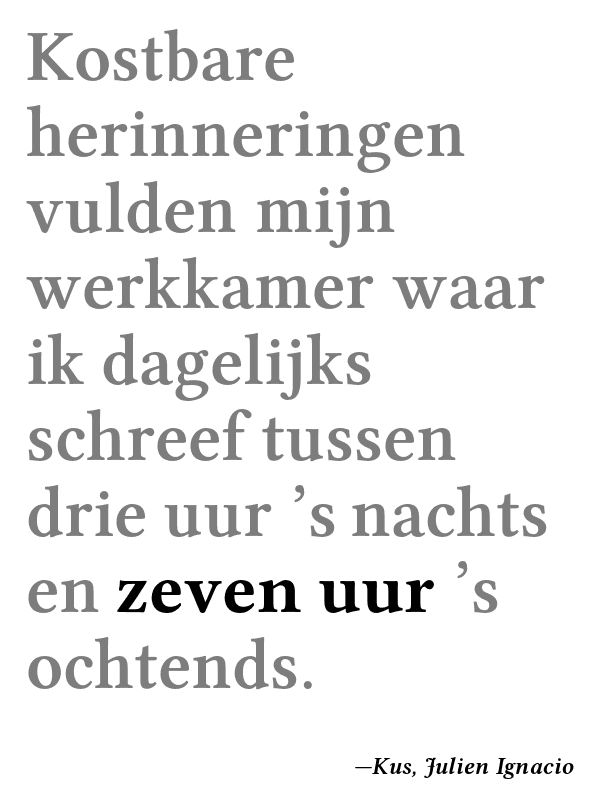 Kostbare
herinneringen
vulden mijn
werkkamer waar
ik dagelijks
schreef tussen
drie uur ’s nachts
en zeven uur ’s
ochtends.
—Kus, Julien Ignacio